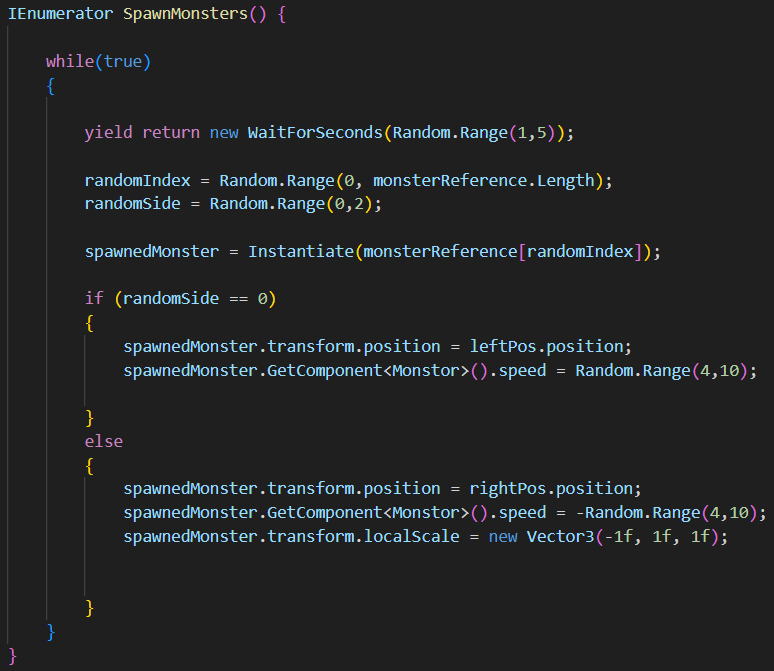 IEnumerator SpawnMonsters() {
while(true)
{
yield return new WaitForSeconds(Random.Range(1,5));
randomIndex = Random.Range(0, monsterReference.Length);
randomSide = Random.Range(0,2);
spawnedMonster = Instantiate(monsterReference[randomIndex]);
if (randomSide == 0)
{
spawnedMonster.transform.position = leftPos.position;
spawnedMonster.GetComponent<Monstor>().speed = Random.Range(4,10);
}
else
{
spawnedMonster.transform.position = rightPos.position;
spawnedMonster.GetComponent<Monstor>().speed = -Random.Range(4,10);
spawnedMonster.transform.localScale = new Vector3(-1f, 1f, 1f);
}
}
}